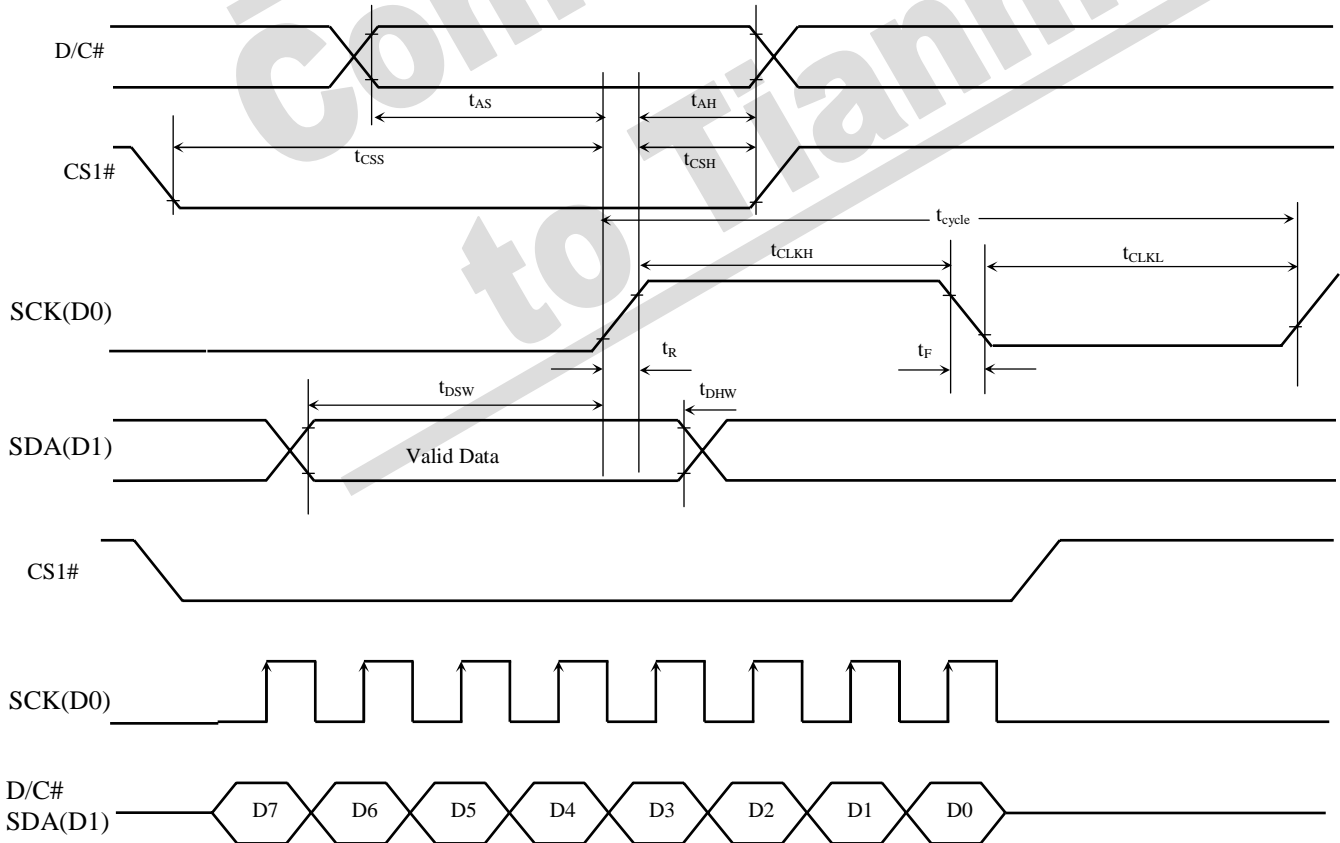 D/C#
tAS
tAH
tCSS
tCSH
CS1#
tcycle
tCLKH
tCLKL
SCK(D0)
tR
tF
tDSW
tDHW
SDA(D1)
Valid Data
CS1#
SCK(D0)
D/C#
SDA(D1)
D7 D6 D5 D4 D3 D2 D1 D0
to